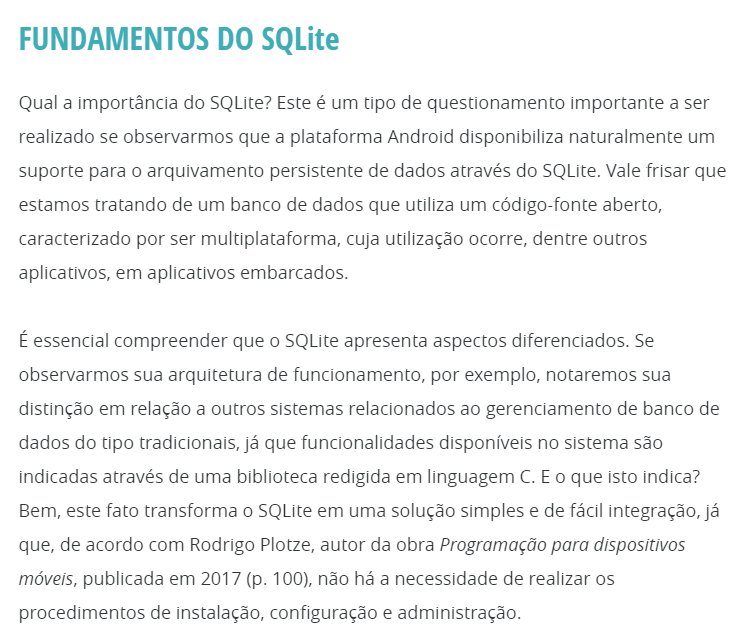 FUNDAMENTOS DO SQLite
Qual a importância do SQLite? Este é um tipo de questionamento importante a ser
realizado se observarmos que a plataforma Android disponibiliza naturalmente um
suporte para o arquivamento persistente de dados através do SQLite. Vale frisar que
estamos tratando de um banco de dados que utiliza um código-fonte aberto,
caracterizado por ser multiplataforma, cuja utilização ocorre, dentre outros
aplicativos, em aplicativos embarcados.
É essencial compreender que o SQLite apresenta aspectos diferenciados. Se
observarmos sua arquitetura de funcionamento, por exemplo, notaremos sua
distinção em relação a outros sistemas relacionados ao gerenciamento de banco de
dados do tipo tradicionais, já que funcionalidades disponíveis no sistema são
indicadas através de uma biblioteca redigida em linguagem C. E o que isto indica?
Bem, este fato transforma o SQLite em uma solução simples e de fácil integração, já
que, de acordo com Rodrigo Plotze, autor da obra Programação para dispositivos
móveis, publicada em 2017 (p. 100), não há a necessidade de realizar os
procedimentos de instalação, configuração e administração.